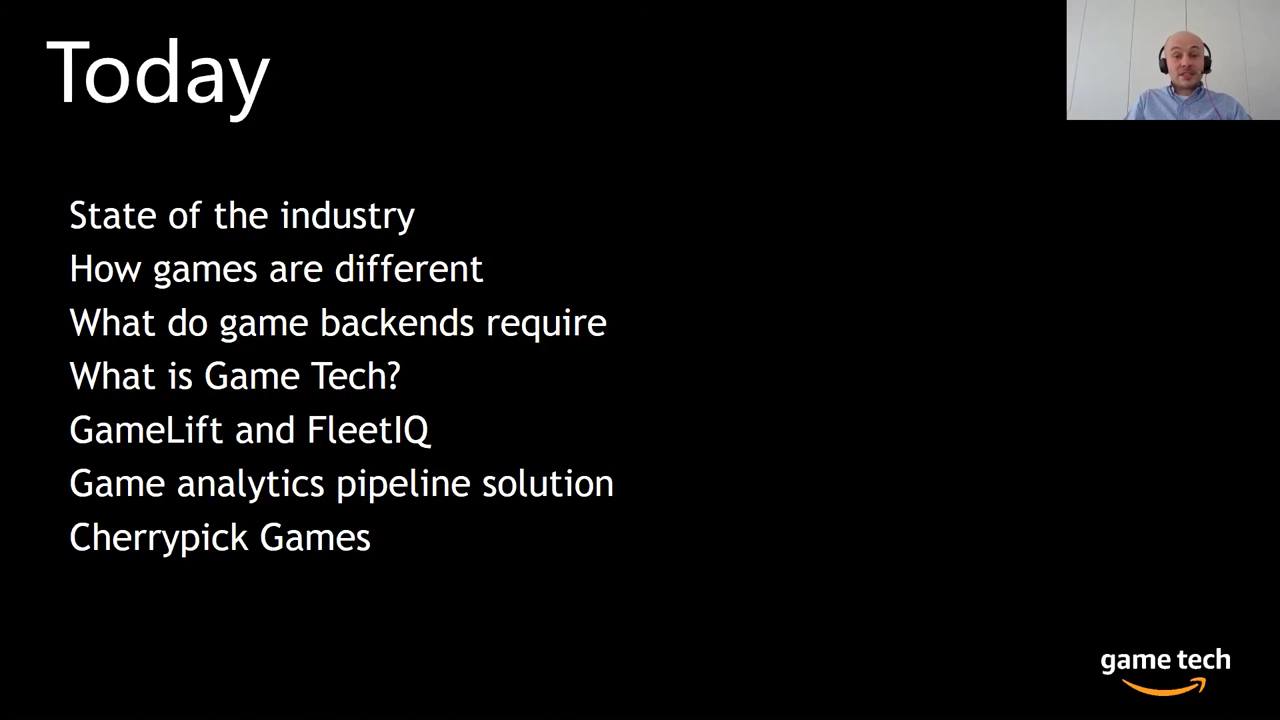 Today
State of the industry
How games are different
What do game backends require
What is Game Tech?
GameLift and FleetIQ
Game analytics pipeline solution
Cherrypick Games
game tech